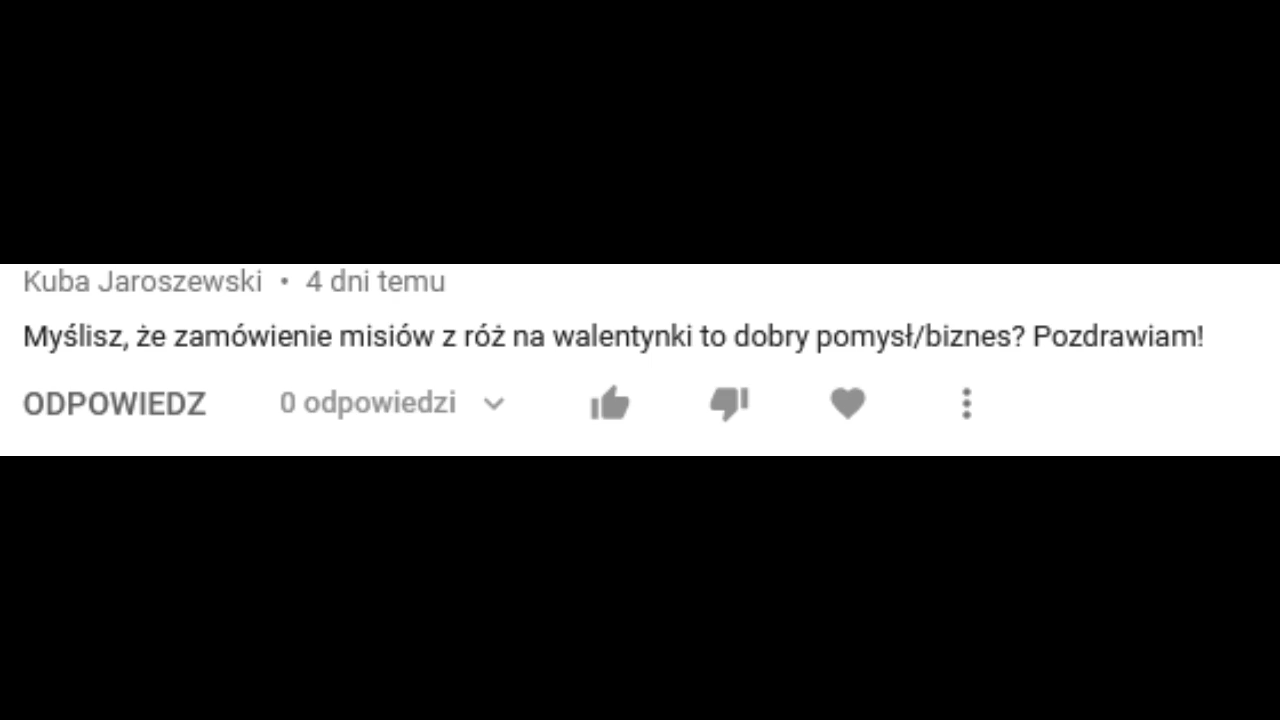 Kuba Jaroszewski • 4 dni temu
Myślisz, że zamówienie misiów z róż na walentynki to dobry pomysł/biznes? Pozdrawiam!
ODPOWIEDZ 0 odpowiedzi